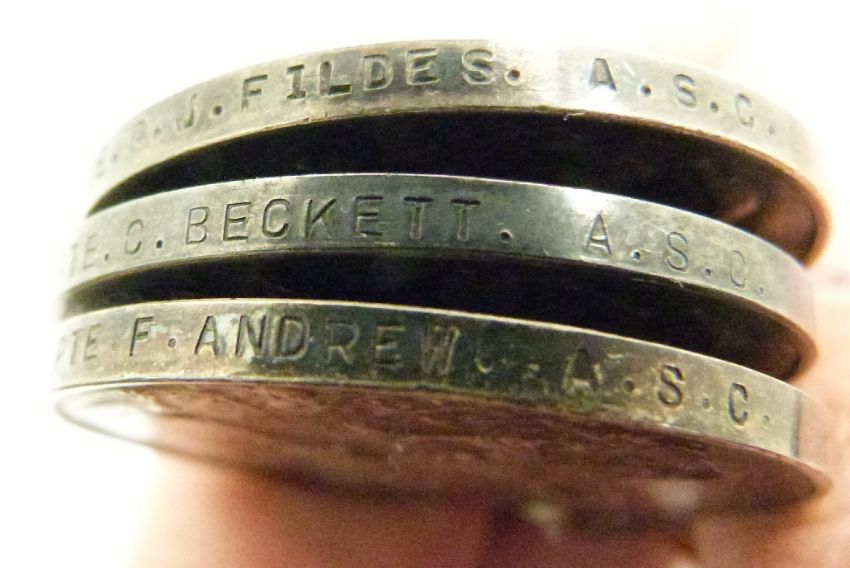 J. FILDES. A.S.C.
PTE. C. BECKETT. A.S.C.
PTE F. ANDREW. A.S.C.